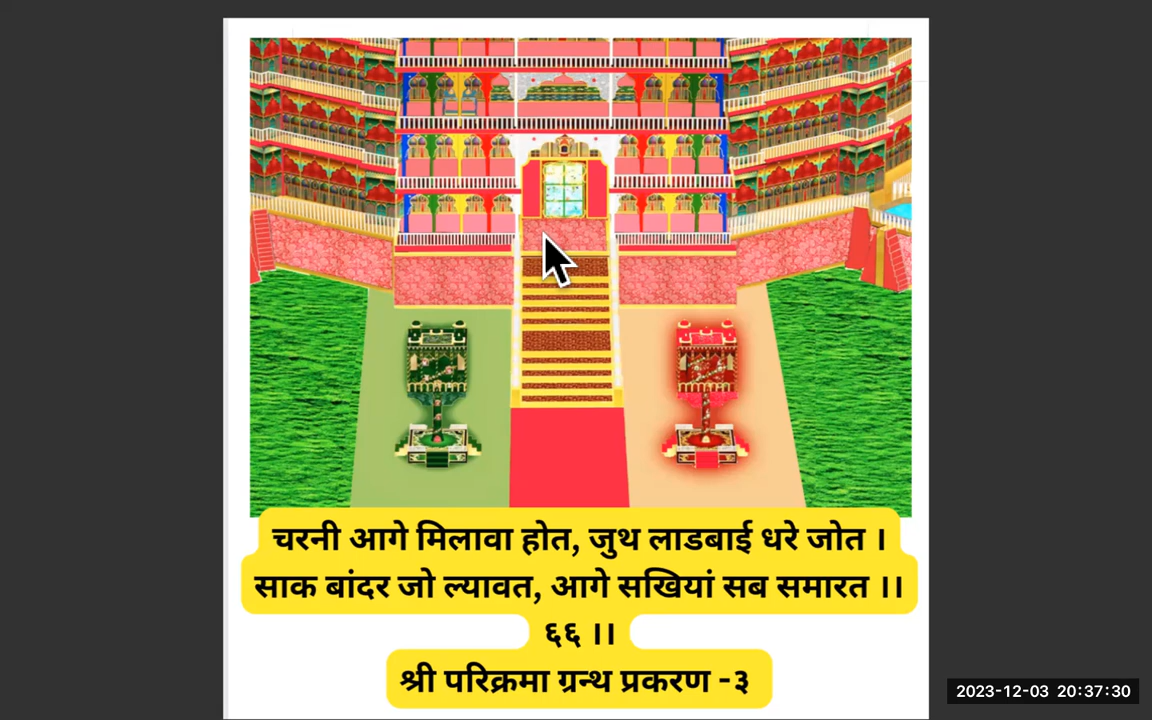 चरनी आगे मिलावा होत, जुथ लाडबाई धरे जोत ।
साक बांदर जो ल्यावत, आगे सखियां सब समारत ।।
६६ ।।
श्री परिक्रमा ग्रन्थ प्रकरण -३
2023-12-03 20:37:30